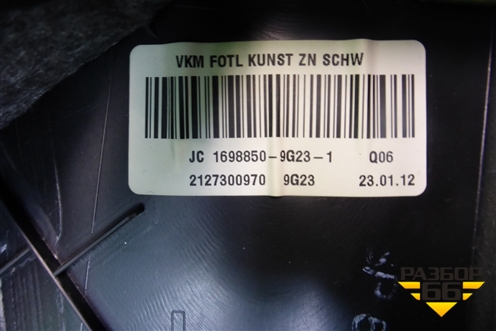 VKM FOTL KUNST ZN SCHW
JC 1698850-9G23-1 Q06
2127300970 9G23 23.01.12
РАЗБОР
66